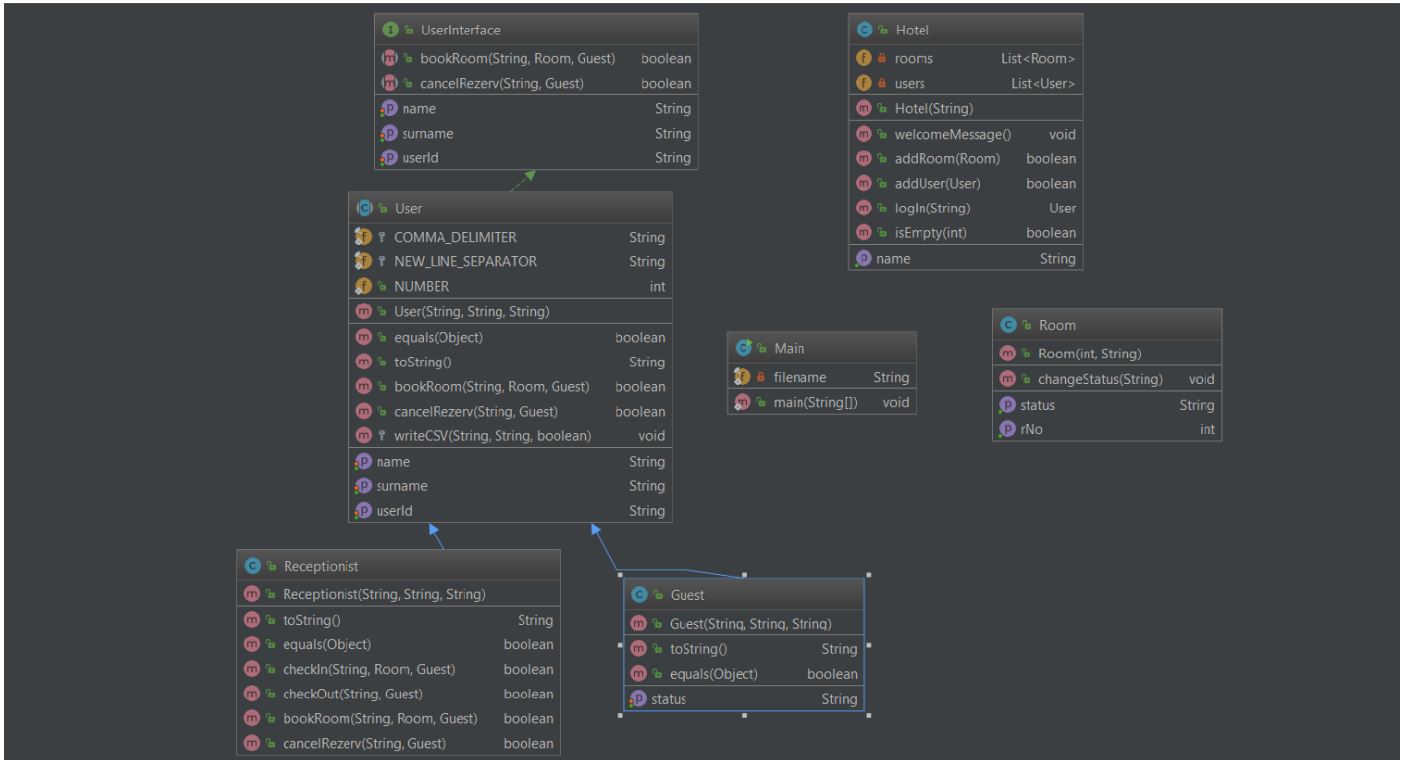 UserInterface
bookRoom(String, Room, Guest) boolean
cancelRezerv(String, Guest) boolean
name String
surname String
userId String
Hotel
rooms List<Room>
users List<User>
Hotel(String)
welcomeMessage() void
addRoom(Room) boolean
addUser(User) boolean
logIn(String) User
isEmpty(int) boolean
name String
User
COMMA_DELIMITER String
NEW_LINE_SEPARATOR String
NUMBER int
User(String, String, String)
equals(Object) boolean
toString() String
bookRoom(String, Room, Guest) boolean
cancelRezerv(String, Guest) boolean
writeCSV(String, String, boolean) void
name String
surname String
userId String
Main
filename String
main(String[]) void
Room
Room(int, String)
changeStatus(String) void
status String
rNo int
Receptionist
Receptionist(String, String, String)
toString() String
equals(Object) boolean
checkIn(String, Room, Guest) boolean
checkOut(String, Guest) boolean
bookRoom(String, Room, Guest) boolean
cancelRezerv(String, Guest) boolean
Guest
Guest(String, String, String)
toString() String
equals(Object) boolean
status String